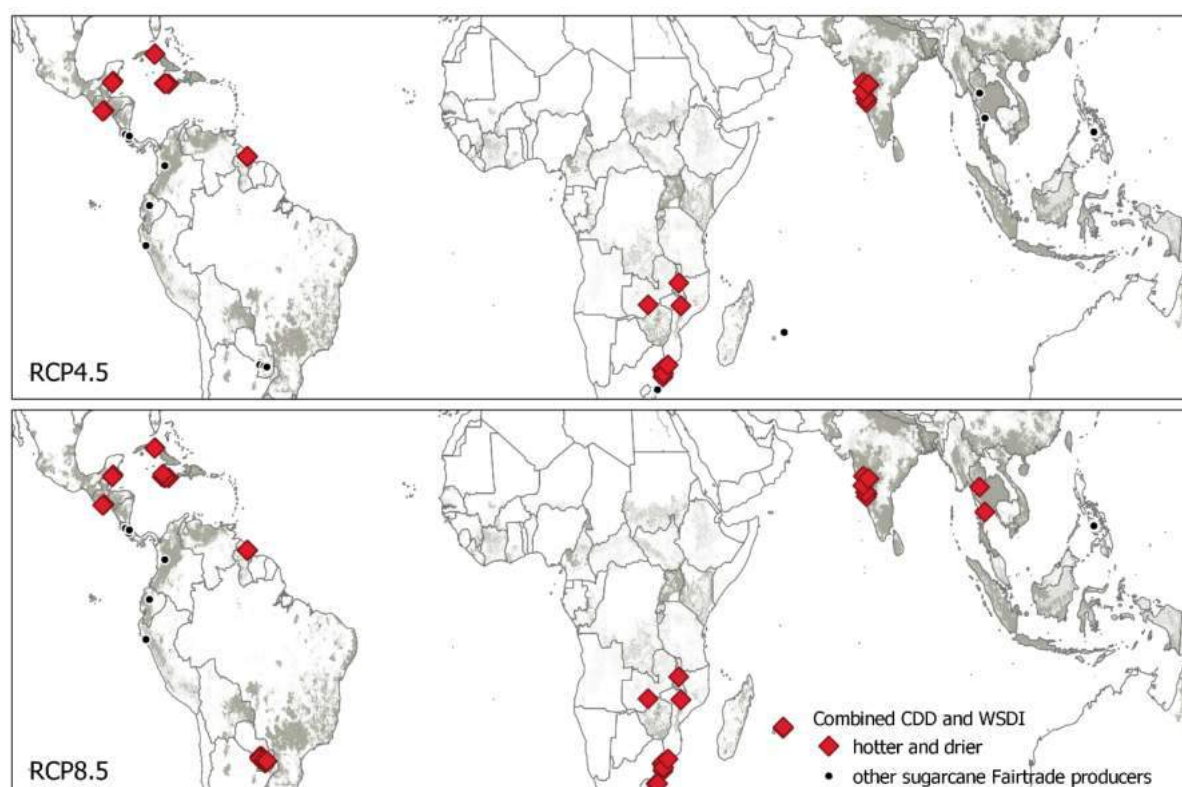 RCP4.5
RCP8.5
Combined CDD and WSDI
hotter and drier
other sugarcane Fairtrade producers